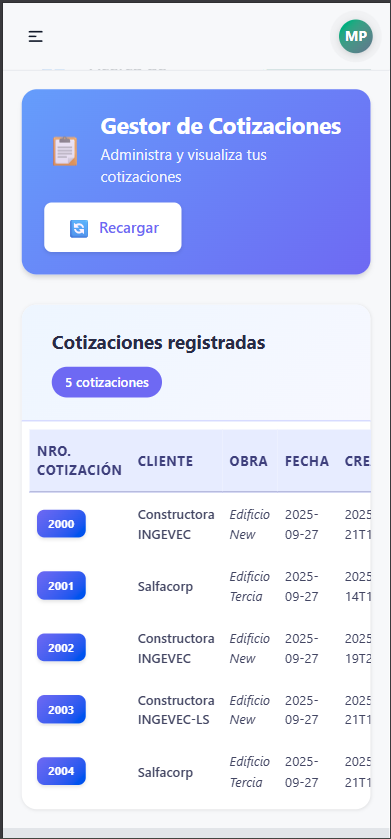 MP
Gestor de Cotizaciones
Administra y visualiza tus
cotizaciones
Recargar
Cotizaciones registradas
5 cotizaciones
NRO. COTIZACIÓN CLIENTE OBRA FECHA CRE
2000 Constructora INGEVEC Edificio New 2025-09-27 2025 21T1
2001 Salfacorp Edificio Tercia 2025-09-27 2025 14T1
2002 Constructora INGEVEC Edificio New 2025-09-27 2025 19T2
2003 Constructora INGEVEC-LS Edificio New 2025-09-27 2025 21T1
2004 Salfacorp Edificio Tercia 2025-09-27 2025 21T1